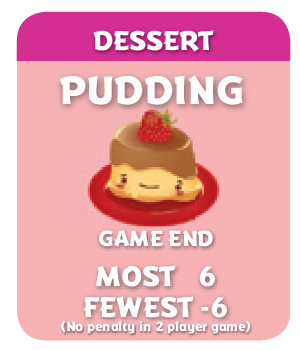 DESSERT
PUDDING
GAME END
MOST 6
FEWEST -6
(No penalty in 2 player game)